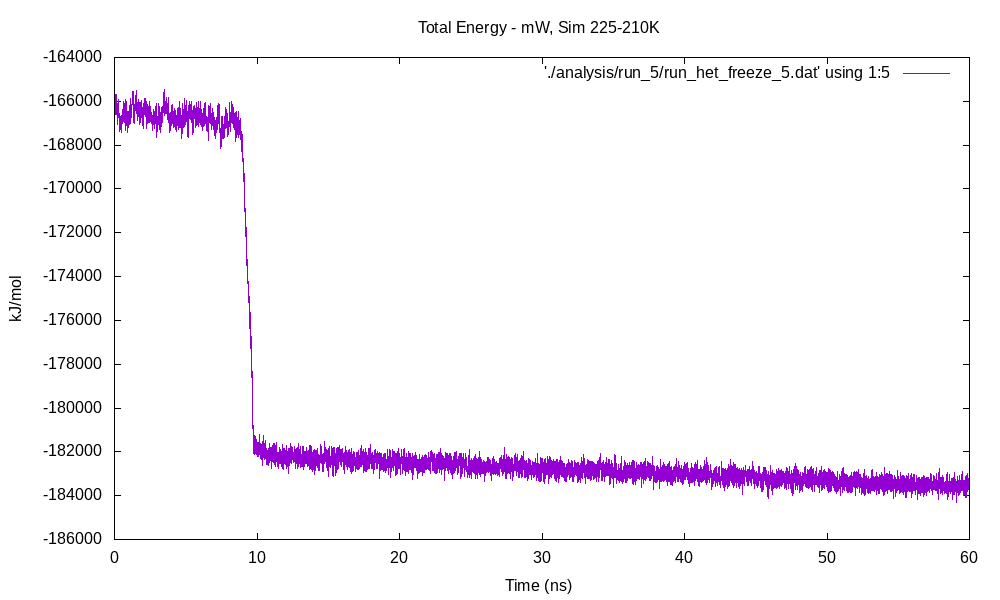 Total Energy - mW, Sim 225-210K
'./analysis/run_5/run_het_freeze_5.dat' using 1:5
-164000
-166000
-168000
-170000
-172000
-174000
-176000
-178000
-180000
-182000
-184000
-186000
kJ/mol
0 10 20 30 40 50 60
Time (ns)